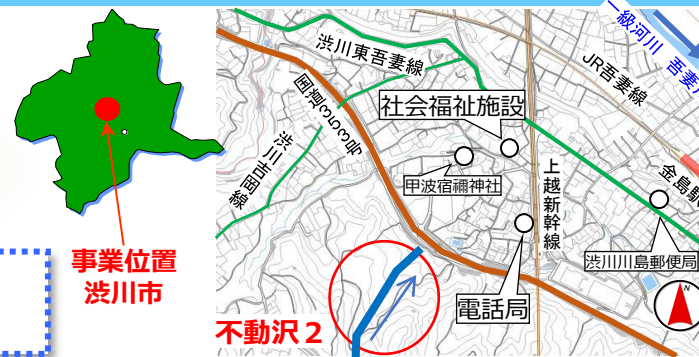 一級河川 吾妻川
渋川東吾妻線
JR吾妻線
国道353号
社会福祉施設
渋川吉岡線
甲波宿禰神社
上越新幹線
金島駅
渋川川島郵便局
事業位置
渋川市
電話局
不動沢2
N